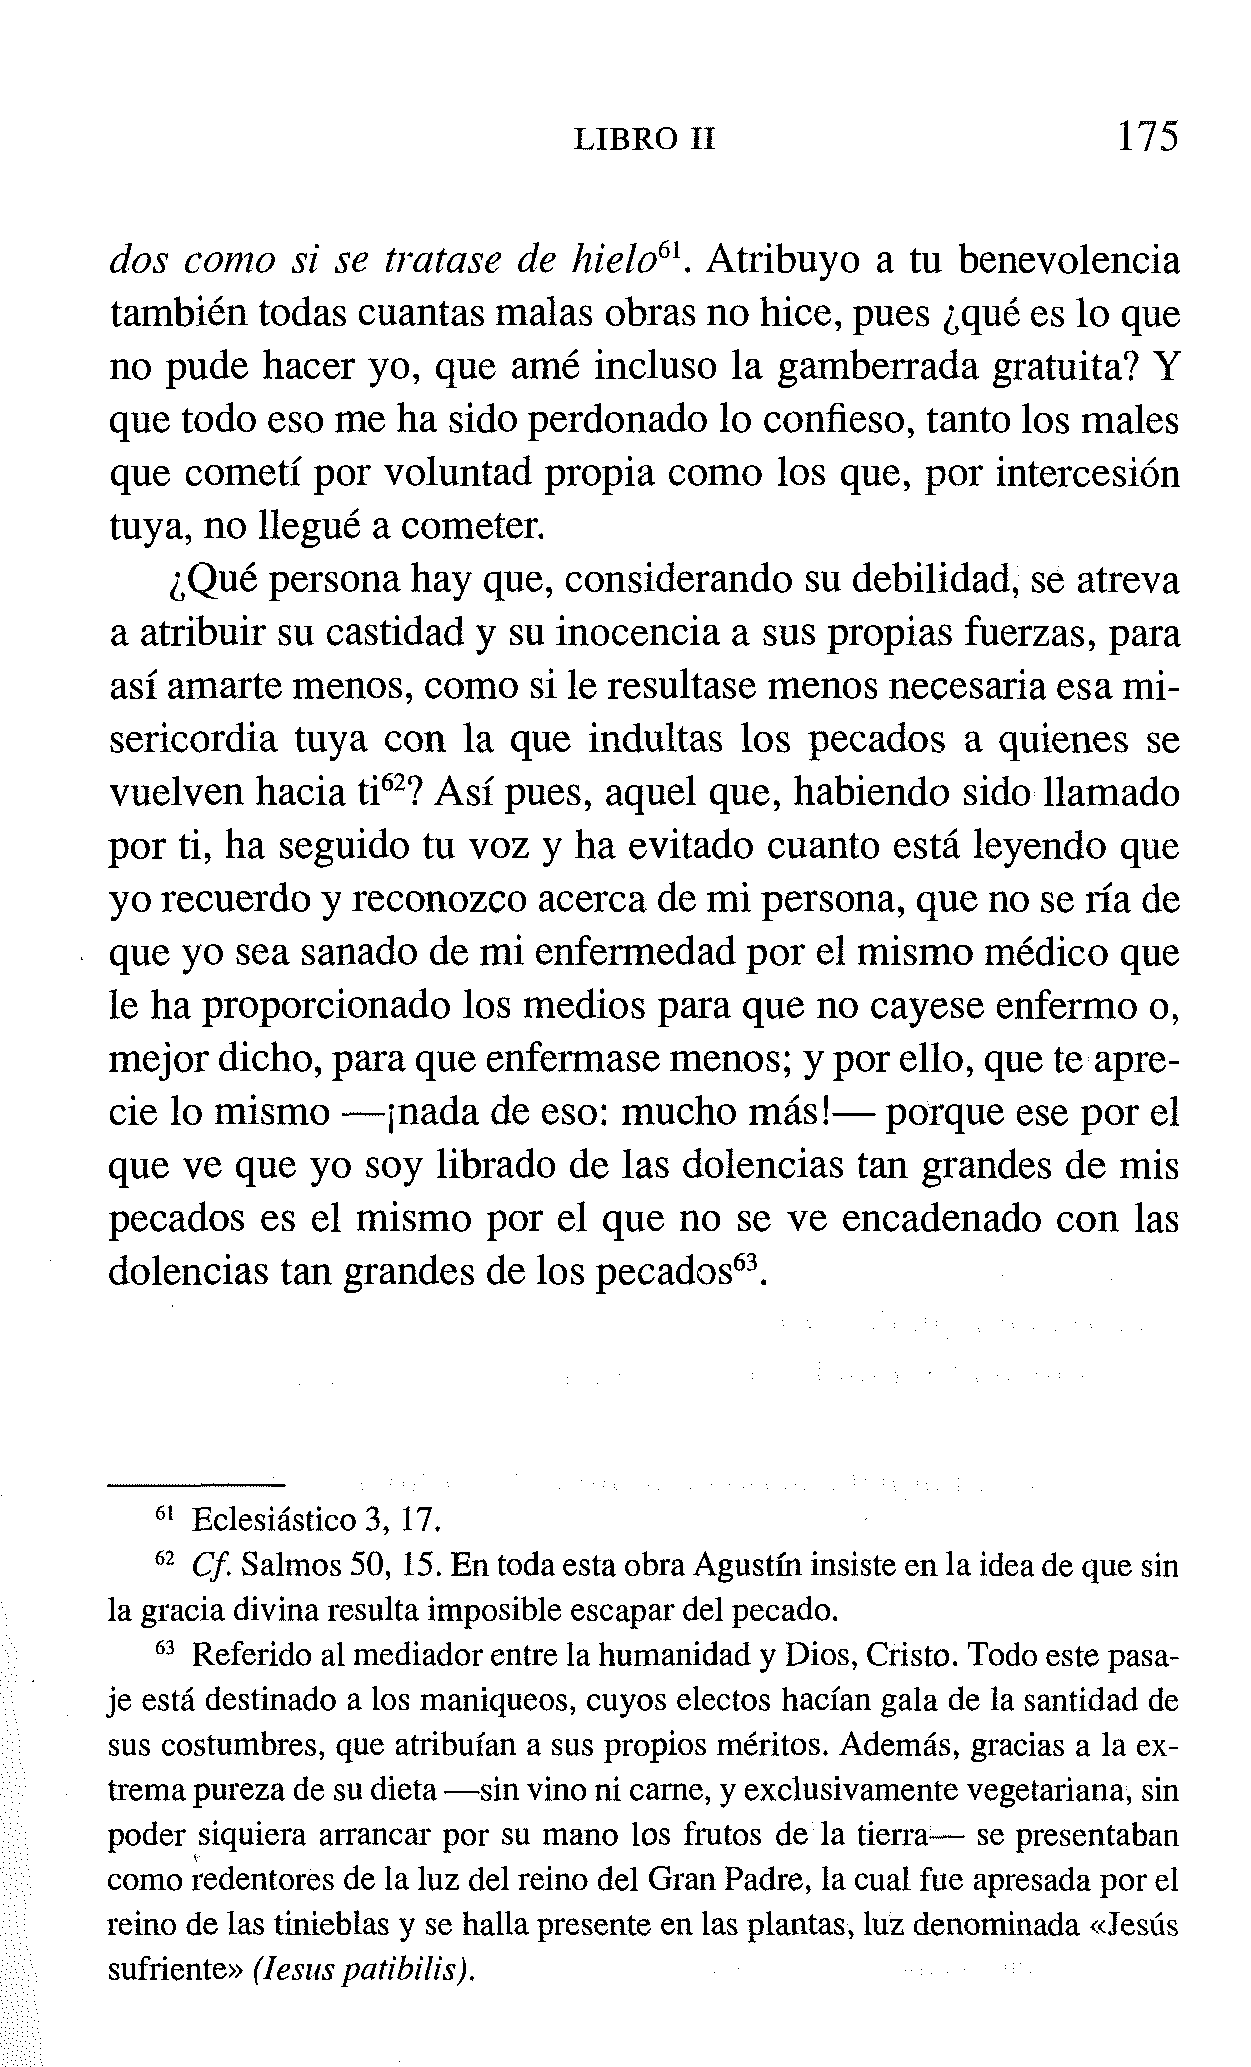 LIBRO II 175
dos como si se tratase de hielo⁶¹. Atribuyo a tu benevolencia
también todas cuantas malas obras no hice, pues ¿qué es lo que
no pude hacer yo, que amé incluso la gamberrada gratuita? Y
que todo eso me ha sido perdonado lo confieso, tanto los males
que cometí por voluntad propia como los que, por intercesión
tuya, no llegué a cometer.
¿Qué persona hay que, considerando su debilidad, se atreva
a atribuir su castidad y su inocencia a sus propias fuerzas, para
así amarte menos, como si le resultase menos necesaria esa mi-
sericordia tuya con la que indultas los pecados a quienes se
vuelven hacia ti⁶²? Así pues, aquel que, habiendo sido llamado
por ti, ha seguido tu voz y ha evitado cuanto está leyendo que
yo recuerdo y reconozco acerca de mi persona, que no se ría de
que yo sea sanado de mi enfermedad por el mismo médico que
le ha proporcionado los medios para que no cayese enfermo o,
mejor dicho, para que enfermase menos; y por ello, que te apre-
cie lo mismo —¡nada de eso: mucho más!— porque ese por el
que ve que yo soy librado de las dolencias tan grandes de mis
pecados es el mismo por el que no se ve encadenado con las
dolencias tan grandes de los pecados⁶³.
⁶¹ Eclesiástico 3, 17.
⁶² Cf. Salmos 50, 15. En toda esta obra Agustín insiste en la idea de que sin
la gracia divina resulta imposible escapar del pecado.
⁶³ Referido al mediador entre la humanidad y Dios, Cristo. Todo este pasa-
je está destinado a los maniqueos, cuyos electos hacían gala de la santidad de
sus costumbres, que atribuían a sus propios méritos. Además, gracias a la ex-
trema pureza de su dieta —sin vino ni carne, y exclusivamente vegetariana, sin
poder siquiera arrancar por su mano los frutos de la tierra— se presentaban
como redentores de la luz del reino del Gran Padre, la cual fue apresada por el
reino de las tinieblas y se halla presente en las plantas, luz denominada «Jesús
sufriente» (Iesus patibilis).